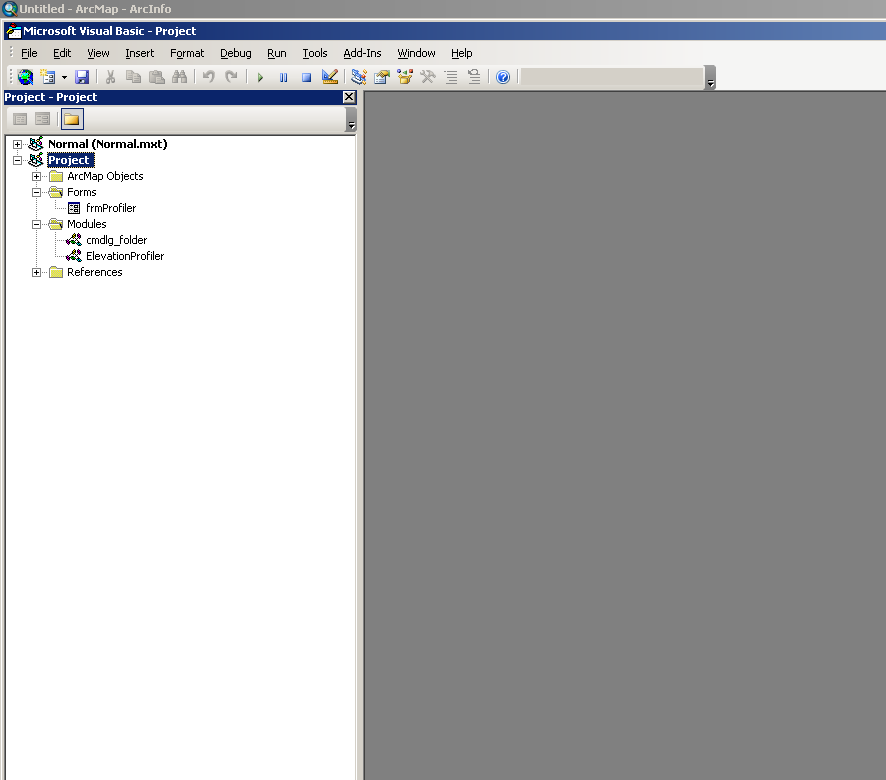 Untitled - ArcMap - ArcInfo
Microsoft Visual Basic - Project
File Edit View Insert Format Debug Run Tools Add-Ins Window Help
Project - Project
Normal (Normal.mxt)
Project
ArcMap Objects
Forms
frmProfiler
Modules
cmdlg_folder
ElevationProfiler
References